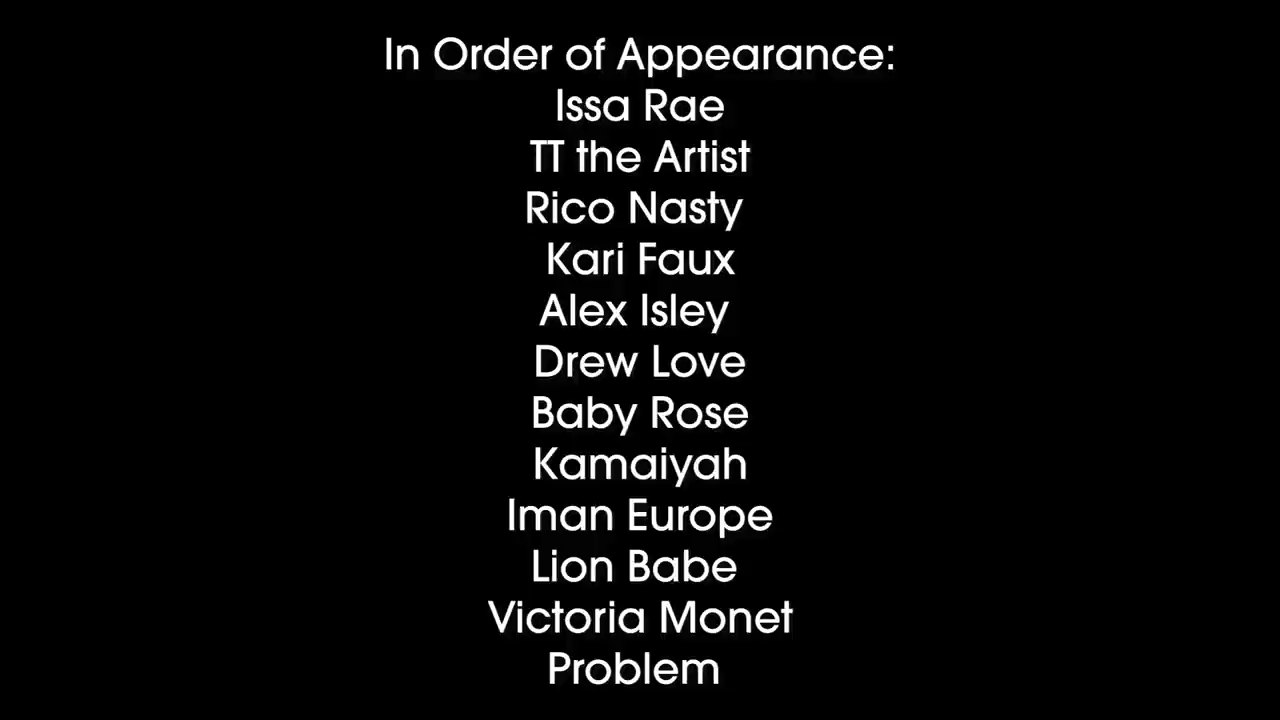 In Order of Appearance:
Issa Rae
TT the Artist
Rico Nasty
Kari Faux
Alex Isley
Drew Love
Baby Rose
Kamaiyah
Iman Europe
Lion Babe
Victoria Monet
Problem